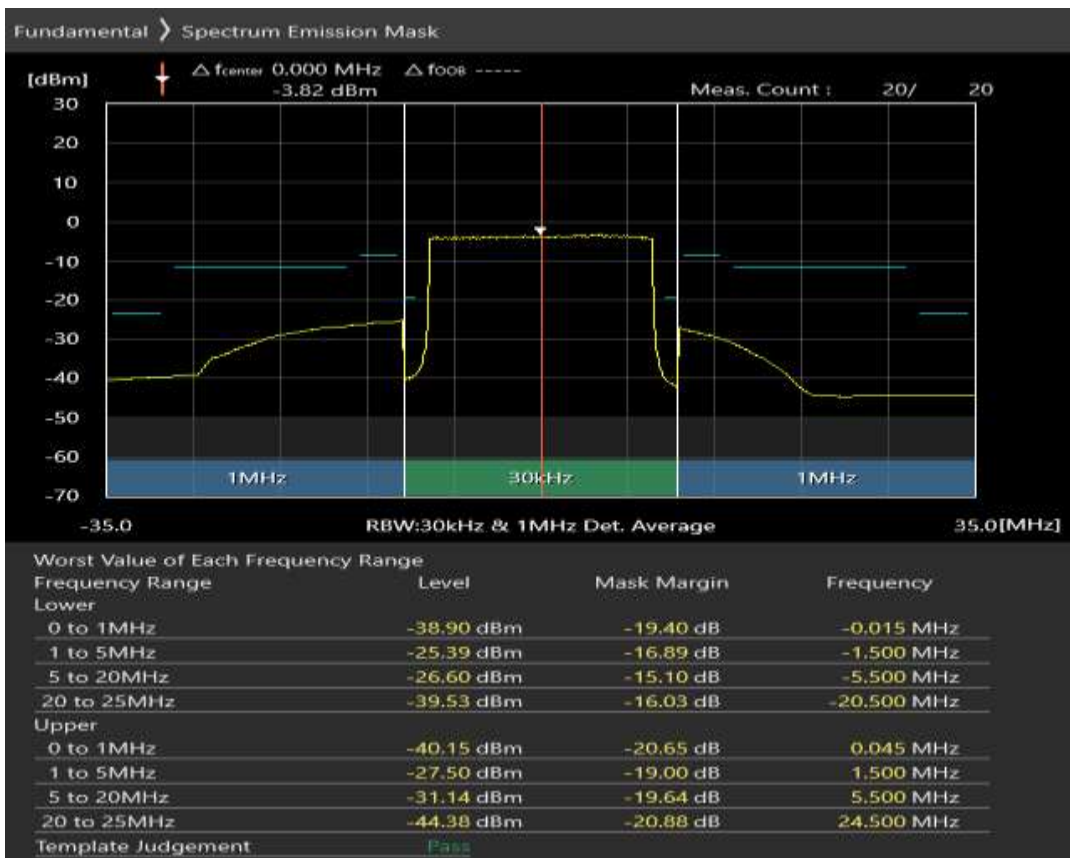 Fundamental ❯ Spectrum Emission Mask
[dBm] △ fcenter 0.000 MHz △ fOOB -----
-3.82 dBm Meas. Count : 20/ 20
30
20
10
0
-10
-20
-30
-40
-50
-60
-70
1MHz 30kHz 1MHz
-35.0 RBW:30kHz & 1MHz Det. Average 35.0[MHz]
Worst Value of Each Frequency Range
Frequency Range Level Mask Margin Frequency
Lower
0 to 1MHz -38.90 dBm -19.40 dB -0.015 MHz
1 to 5MHz -25.39 dBm -16.89 dB -1.500 MHz
5 to 20MHz -26.60 dBm -15.10 dB -5.500 MHz
20 to 25MHz -39.53 dBm -16.03 dB -20.500 MHz
Upper
0 to 1MHz -40.15 dBm -20.65 dB 0.045 MHz
1 to 5MHz -27.50 dBm -19.00 dB 1.500 MHz
5 to 20MHz -31.14 dBm -19.64 dB 5.500 MHz
20 to 25MHz -44.38 dBm -20.88 dB 24.500 MHz
Template Judgement Pass